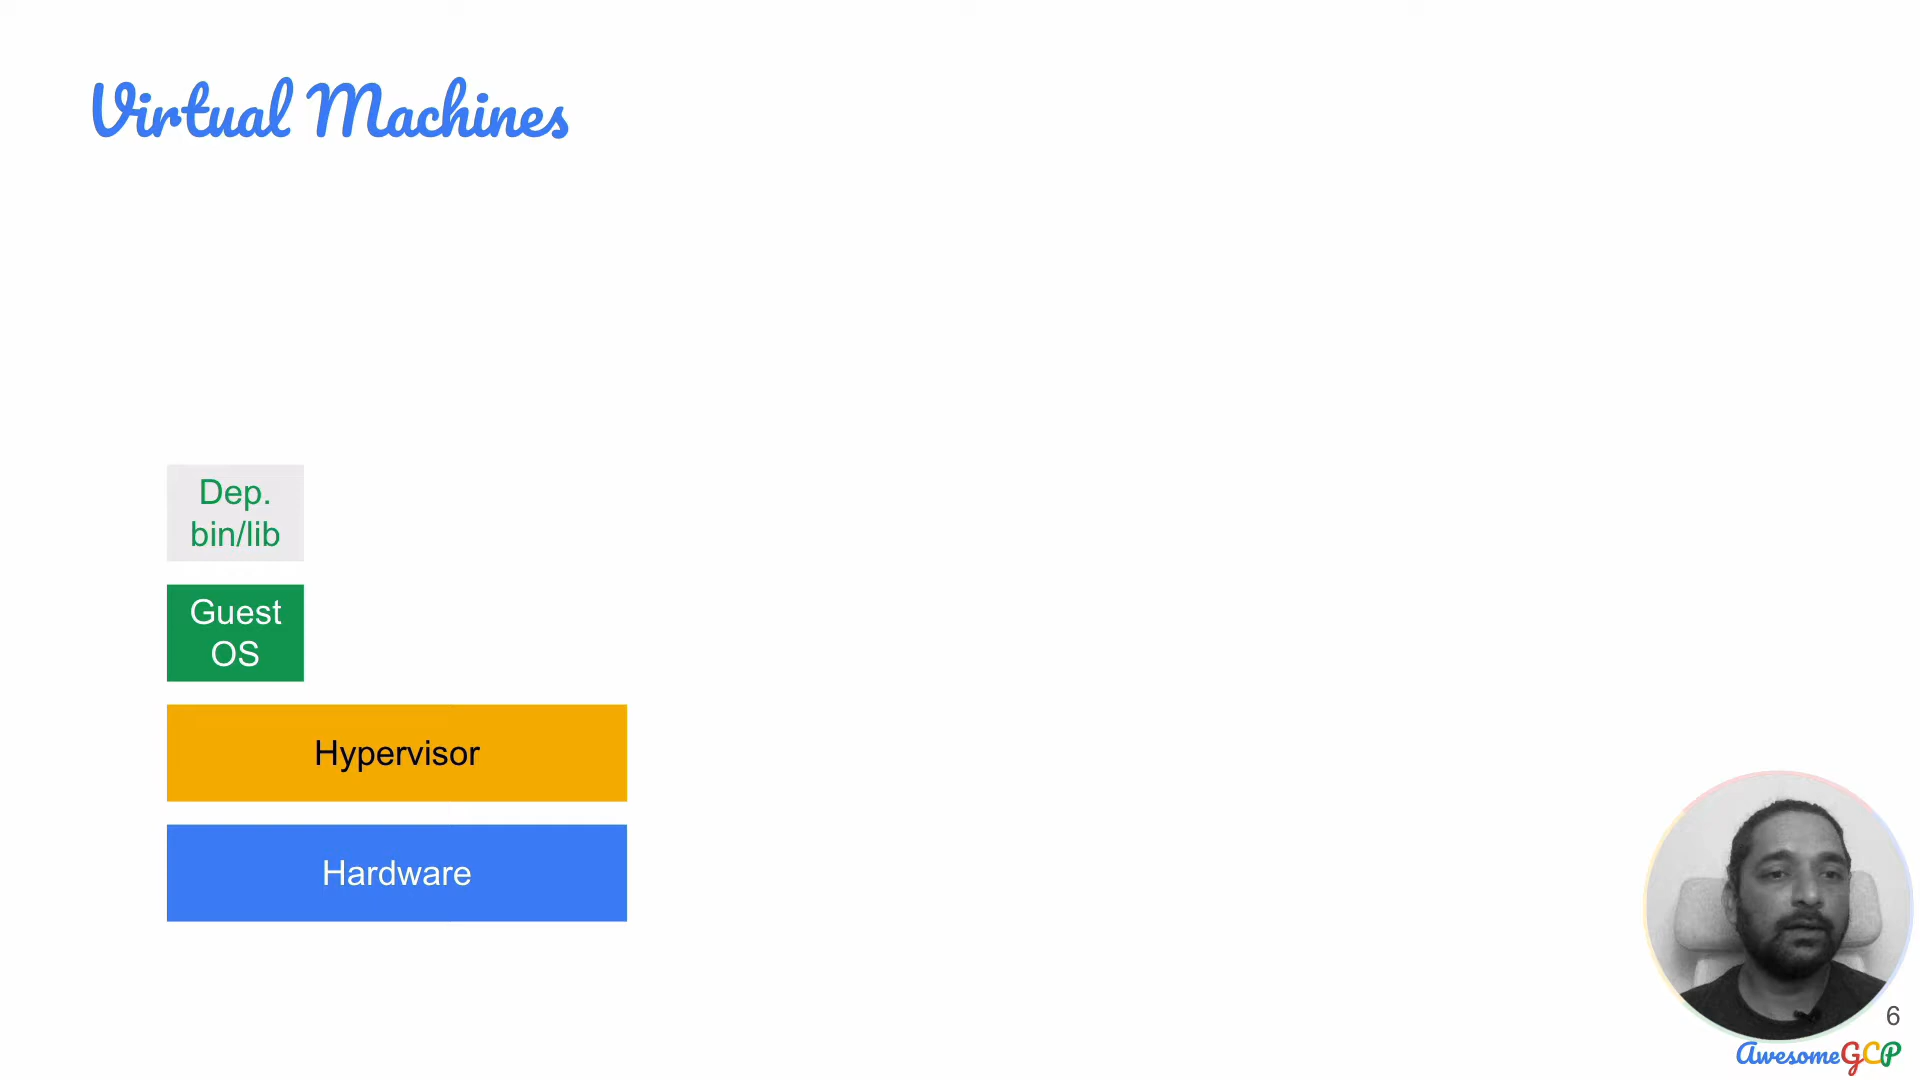 Virtual Machines
Dep.
bin/lib
Guest
OS
Hypervisor
Hardware
6
AwesomeGCP